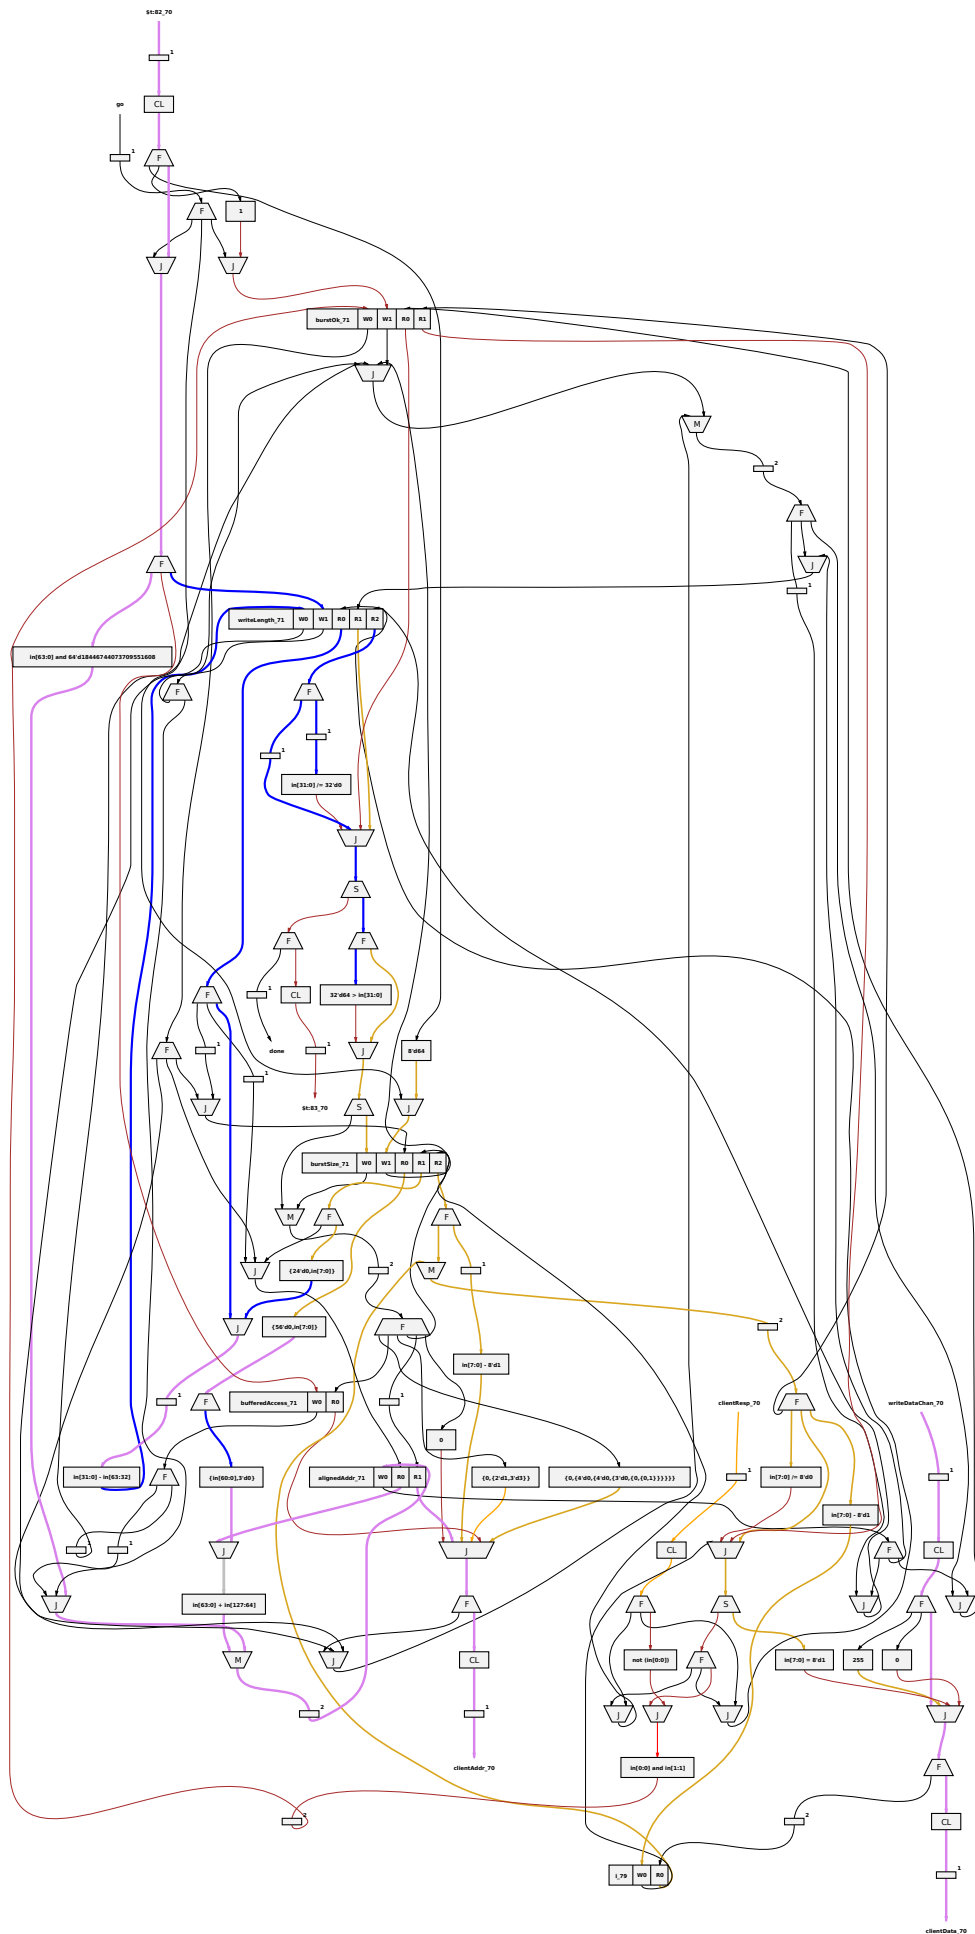 $t:82_70
1
CL
go
1
F
F
1
J
J
burstOk_71 W0 W1 R0 R1
J
M
2
F
F
J
1
writeLength_71 W0 W1 R0 R1 R2
in[63:0] and 64'd18446744073709551608
F
F
1
1
in[31:0] /= 32'd0
J
S
F
F
F
1
CL
32'd64 > in[31:0]
F
1
done
1
8'd64
J
1
J
$t:83_70
S
J
burstSize_71 W0 W1 R0 R1 R2
M
F
F
J
{24'd0,in[7:0]}
2
M
1
J
{56'd0,in[7:0]}
F
2
in[7:0] - 8'd1
1
F
bufferedAccess_71 W0 R0
1
F
clientResp_70
writeDataChan_70
0
in[31:0] - in[63:32]
F
{in[60:0],3'd0}
alignedAddr_71 W0 R0 R1
{0,{2'd1,3'd3}}
{0,{4'd0,{4'd0,{3'd0,{0,{0,1}}}}}}
1
in[7:0] /= 8'd0
1
in[7:0] - 8'd1
1
1
J
J
CL
J
F
CL
J
in[63:0] + in[127:64]
F
F
S
J
F
J
M
J
CL
not (in[0:0])
F
in[7:0] = 8'd1
255
0
2
1
J
J
J
J
clientAddr_70
in[0:0] and in[1:1]
F
2
2
CL
i_79 W0 R0
1
clientData_70